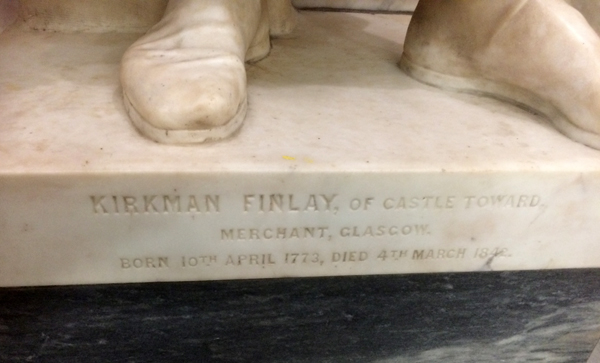 KIRKMAN FINLAY, OF CASTLE TOWARD,
MERCHANT, GLASGOW.
BORN 10TH APRIL 1773, DIED 4TH MARCH 1842.